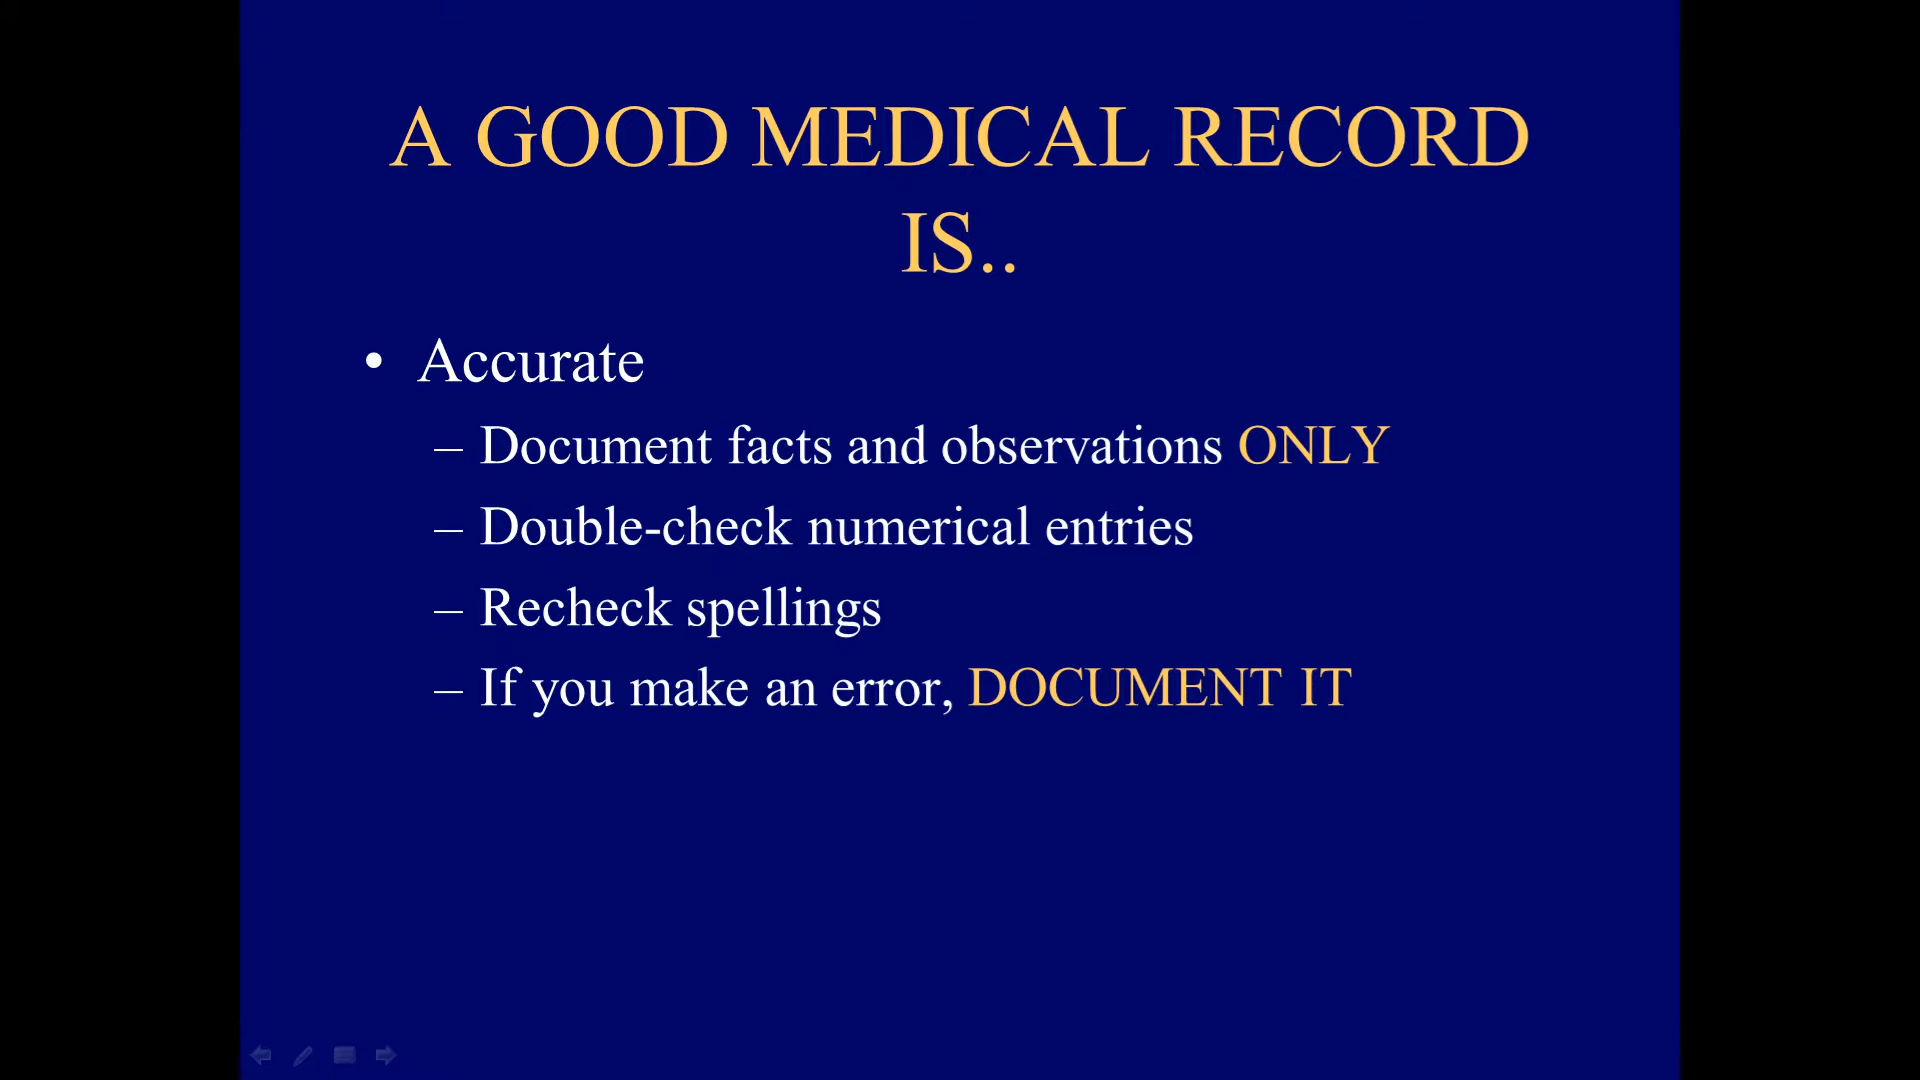 A GOOD MEDICAL RECORD
IS..
• Accurate
– Document facts and observations ONLY
– Double-check numerical entries
– Recheck spellings
– If you make an error, DOCUMENT IT